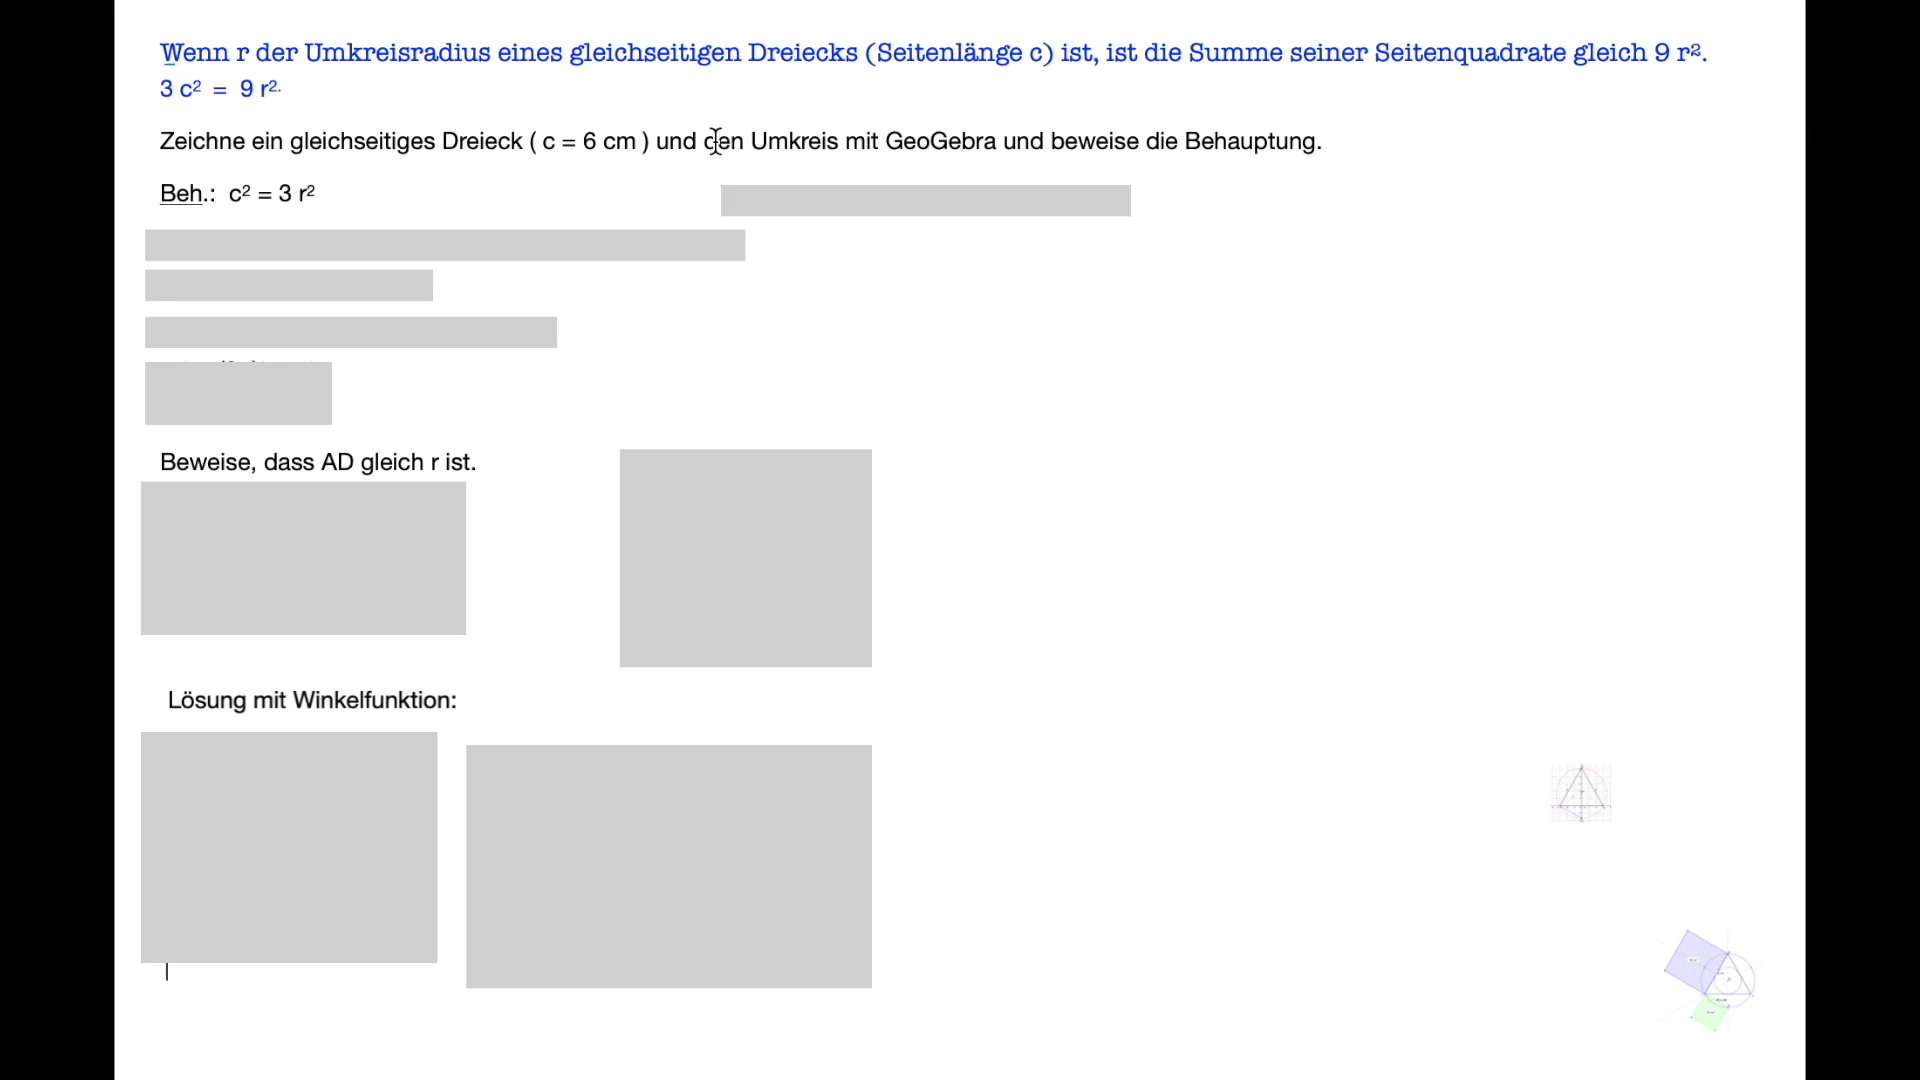 Wenn r der Umkreisradius eines gleichseitigen Dreiecks (Seitenlänge c) ist, ist die Summe seiner Seitenquadrate gleich 9 r².
3 c² = 9 r².
Zeichne ein gleichseitiges Dreieck ( c = 6 cm ) und den Umkreis mit GeoGebra und beweise die Behauptung.
Beh.: c² = 3 r²
Beweise, dass AD gleich r ist.
Lösung mit Winkelfunktion: